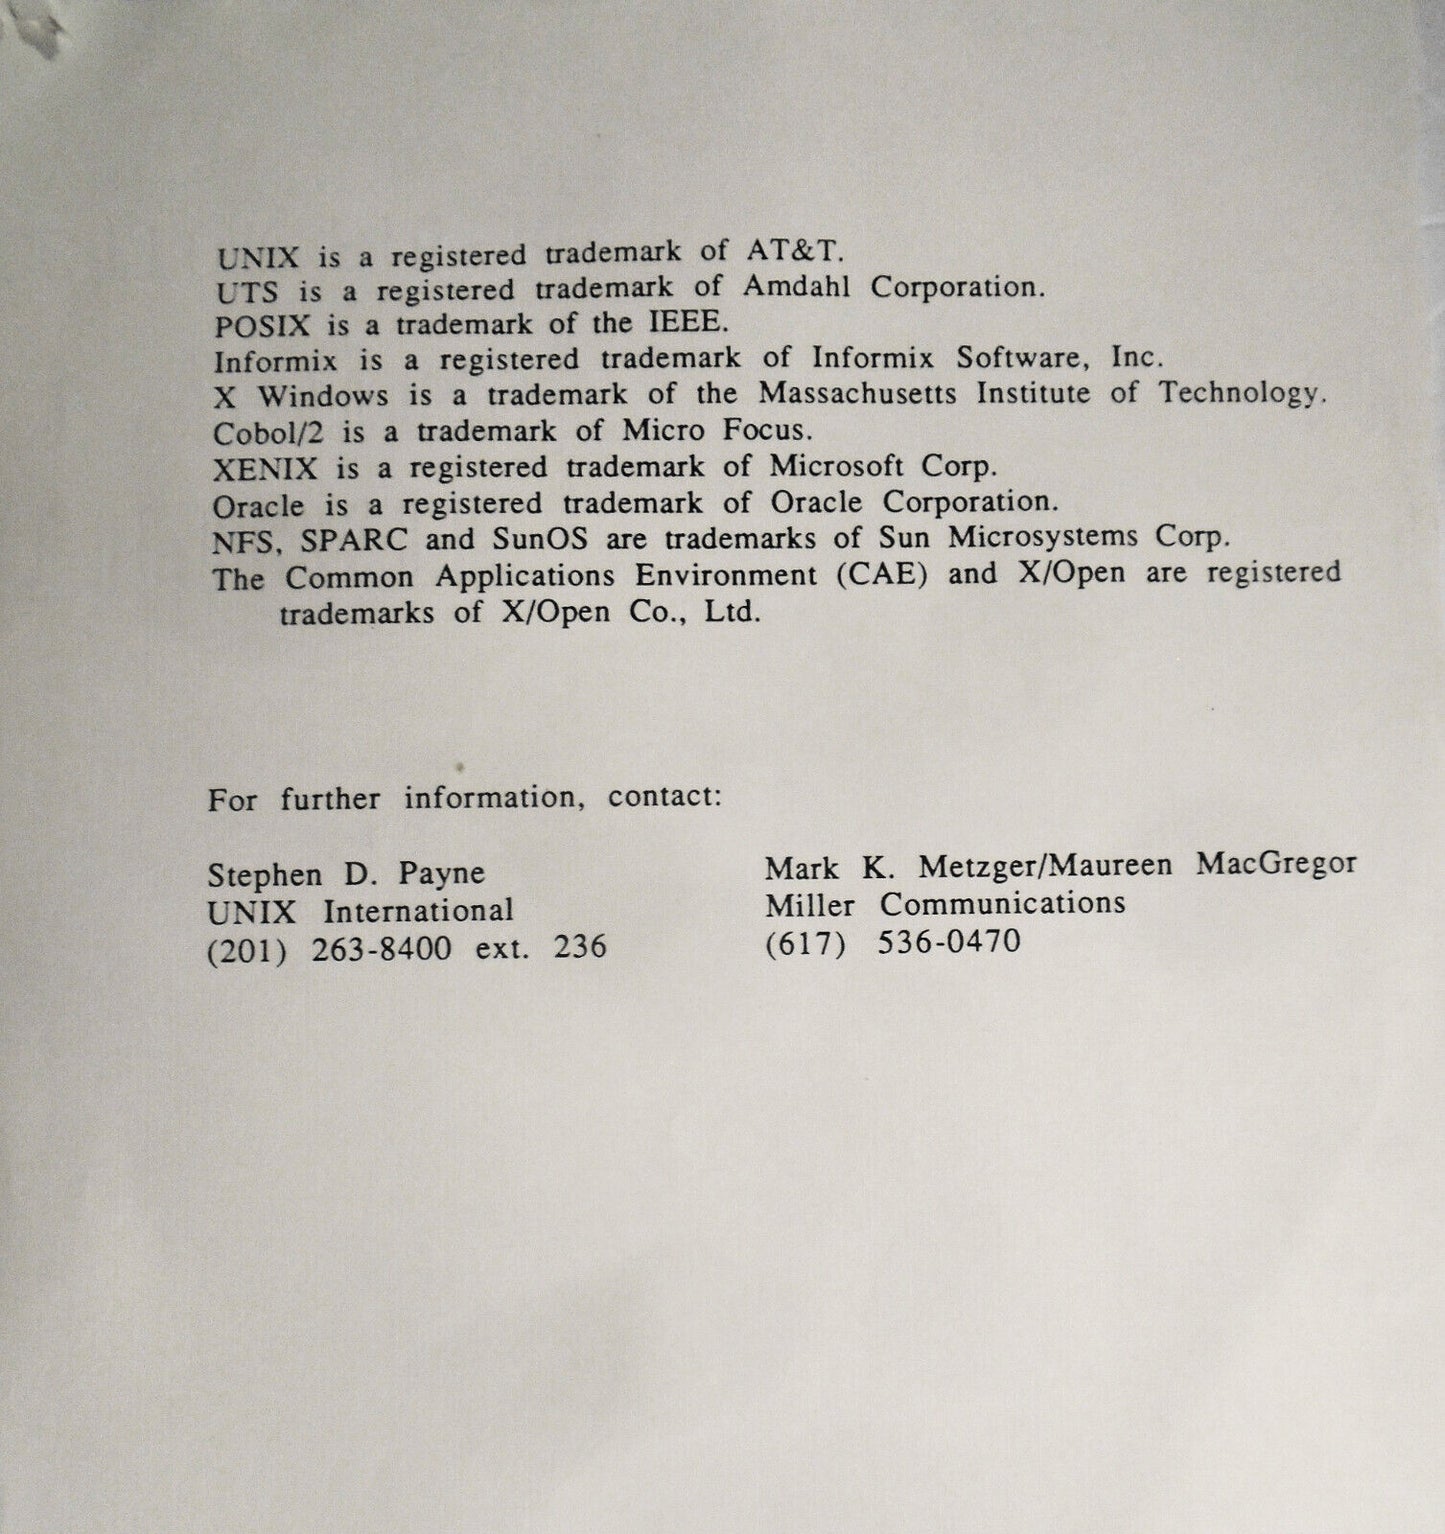 UNIX is a registered trademark of AT&T.
UTS is a registered trademark of Amdahl Corporation.
POSIX is a trademark of the IEEE.
Informix is a registered trademark of Informix Software, Inc.
X Windows is a trademark of the Massachusetts Institute of Technology.
Cobol/2 is a trademark of Micro Focus.
XENIX is a registered trademark of Microsoft Corp.
Oracle is a registered trademark of Oracle Corporation.
NFS, SPARC and SunOS are trademarks of Sun Microsystems Corp.
The Common Applications Environment (CAE) and X/Open are registered
trademarks of X/Open Co., Ltd.
For further information, contact:
Stephen D. Payne
UNIX International
(201) 263-8400 ext. 236
Mark K. Metzger/Maureen MacGregor
Miller Communications
(617) 536-0470